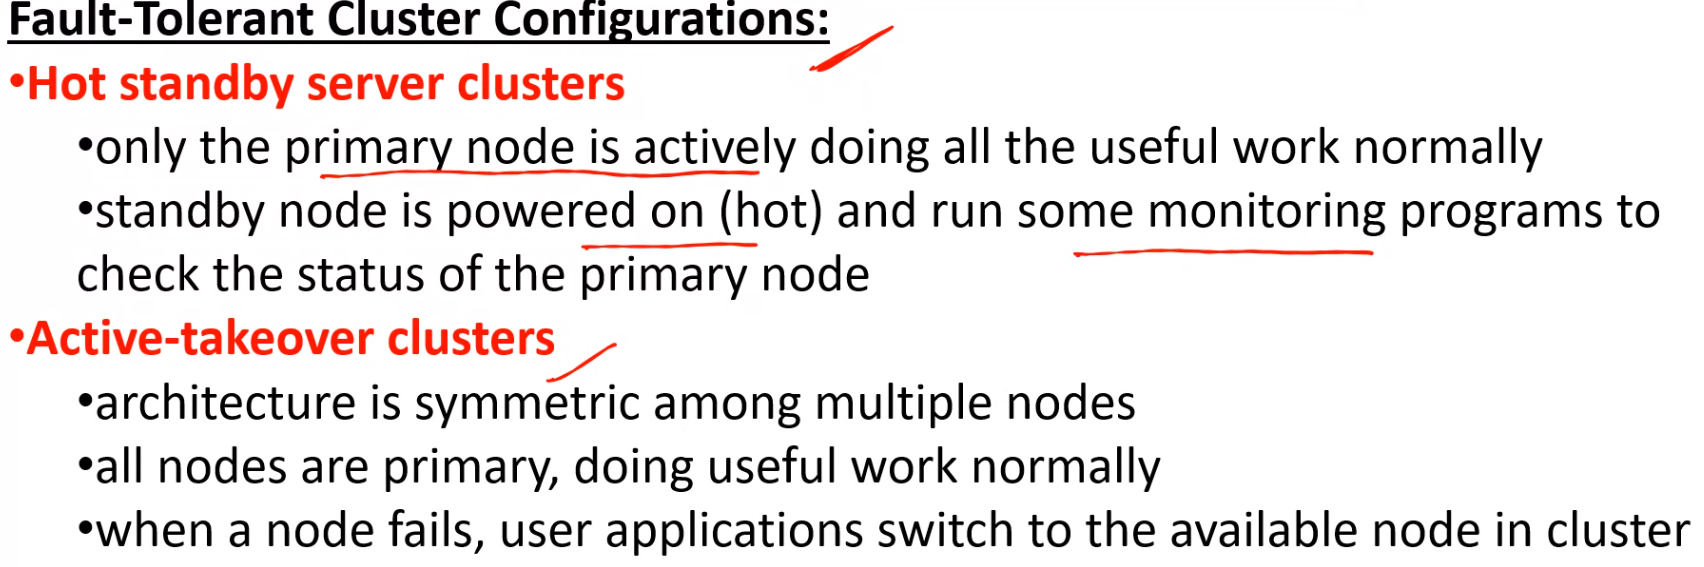 Fault-Tolerant Cluster Configurations:
•Hot standby server clusters
•only the primary node is actively doing all the useful work normally
•standby node is powered on (hot) and run some monitoring programs to
check the status of the primary node
•Active-takeover clusters
•architecture is symmetric among multiple nodes
•all nodes are primary, doing useful work normally
•when a node fails, user applications switch to the available node in cluster